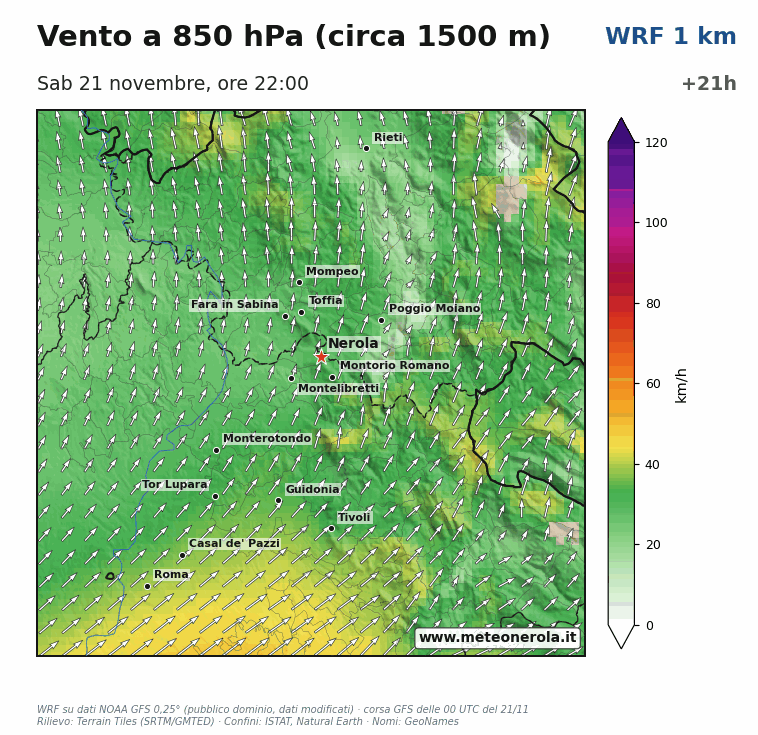 Vento a 850 hPa (circa 1500 m)
WRF 1 km
Sab 21 novembre, ore 22:00
+21h
Rieti
Mompeo
Fara in Sabina
Toffia
Poggio Moiano
Nerola
Montorio Romano
Montelibretti
Monterotondo
Tor Lupara
Guidonia
Tivoli
Casal de' Pazzi
Roma
www.meteonerola.it
120
100
80
60
40
20
0
km/h
WRF su dati NOAA GFS 0,25° (pubblico dominio, dati modificati) · corsa GFS delle 00 UTC del 21/11
Rilievo: Terrain Tiles (SRTM/GMTED) · Confini: ISTAT, Natural Earth · Nomi: GeoNames